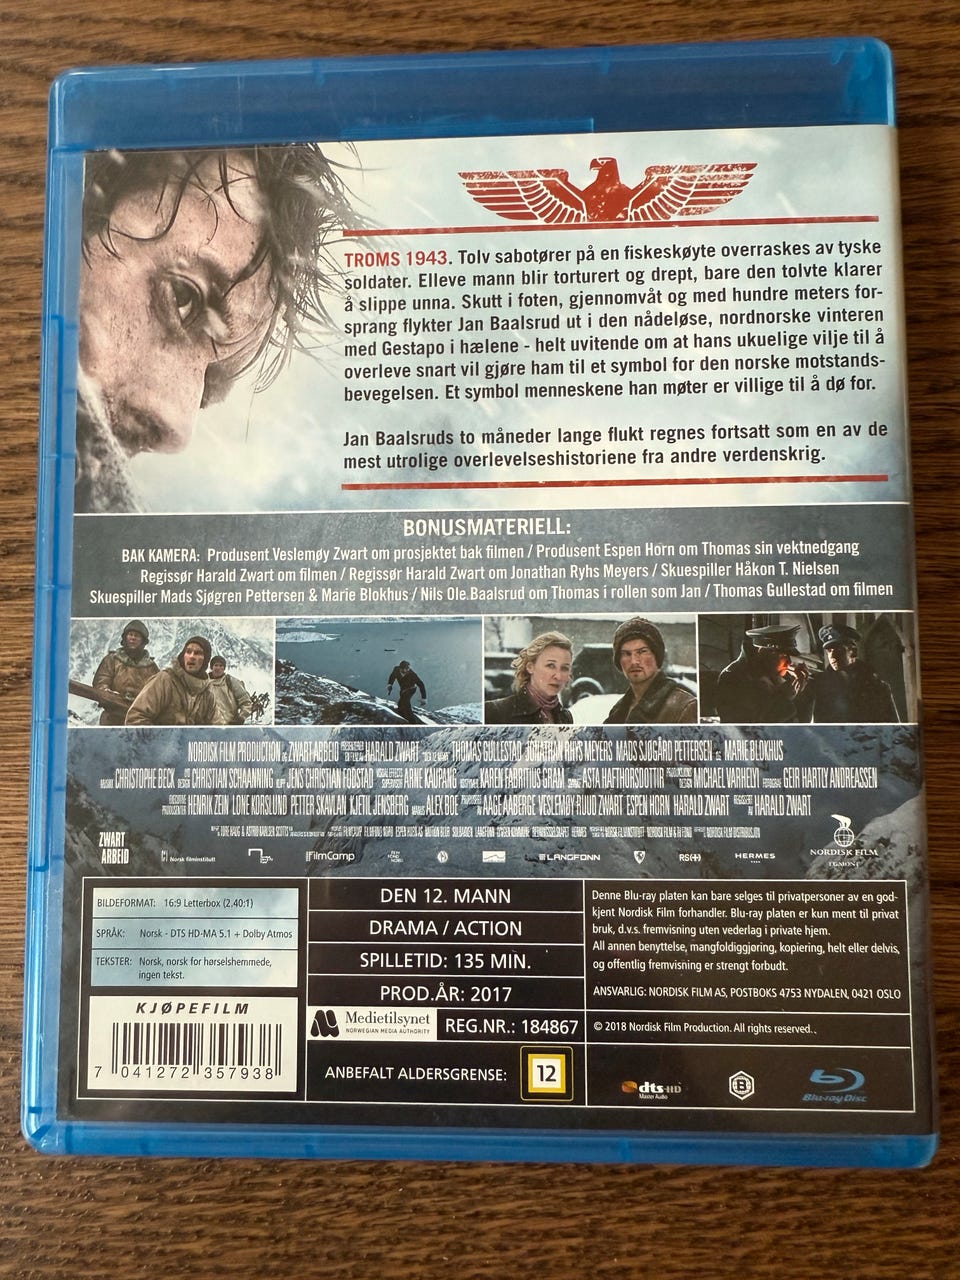 TROMS 1943. Tolv sabotører på en fiskeskøyte overraskes av tyske
soldater. Elleve mann blir torturert og drept, bare den tolvte klarer
å slippe unna. Skutt i foten, gjennomvåt og med hundre meters for-
sprang flykter Jan Baalsrud ut i den nådeløse, nordnorske vinteren
med Gestapo i hælene - helt uvitende om at hans ukuelige vilje til å
overleve snart vil gjøre ham til et symbol for den norske motstands-
bevegelsen. Et symbol menneskene han møter er villige til å dø for.
Jan Baalsruds to måneder lange flukt regnes fortsatt som en av de
mest utrolige overlevelseshistoriene fra andre verdenskrig.
BONUSMATERIELL:
BAK KAMERA: Produsent Veslemøy Zwart om prosjektet bak filmen / Produsent Espen Horn om Thomas sin vektnedgang
Regissør Harald Zwart om filmen / Regissør Harald Zwart om Jonathan Ryhs Meyers / Skuespiller Håkon T. Nielsen
Skuespiller Mads Sjøgren Pettersen & Marie Blokhus / Nils Ole Baalsrud om Thomas i rollen som Jan / Thomas Gullestad om filmen
NORDISK FILM PRODUCTION & ZWART ARBEID HARALD ZWART THOMAS GULLESTAD JONATHAN RHYS MEYERS MADS SJØGÅRD PETTERSEN OG MARIE BLOKHUS
CHRISTOPHE BECK CHRISTIAN SCHAANNING JENS CHRISTIAN FODSTAD ARNE KAUPANG KAREN FABRITIUS GRAM ASTA HAFTHORSDOTTIR MICHAEL VARHELYI GEIR HARTLY ANDREASSEN
HENRIK ZEIN LONE KORSLUND PETTER SKAVLAN KJETIL JENSBERG ALEX BOE AAGE AABERGE VESLEMØY RUUD ZWART ESPEN HORN HARALD ZWART HARALD ZWART
ZWART
ARBEID
Norsk filminstitutt
FilmCamp
FILM
FOND
NORD
LANGFONN
RS(+)
HERMES
NORDISK FILM
EGMONT
BILDEFORMAT: 16:9 Letterbox (2.40:1)
SPRÅK: Norsk - DTS HD-MA 5.1 + Dolby Atmos
TEKSTER: Norsk, norsk for hørselshemmede,
ingen tekst.
KJØPEFILM
7 041272 357938
DEN 12. MANN
DRAMA / ACTION
SPILLETID: 135 MIN.
PROD.ÅR: 2017
Medietilsynet
NORWEGIAN MEDIA AUTHORITY
REG.NR.: 184867
ANBEFALT ALDERSGRENSE:
12
Denne Blu-ray platen kan bare selges til privatpersoner av en god-
kjent Nordisk Film forhandler. Blu-ray platen er kun ment til privat
bruk, d.v.s. fremvisning uten vederlag i private hjem.
All annen benyttelse, mangfoldiggjøring, kopiering, helt eller delvis,
og offentlig fremvisning er strengt forbudt.
ANSVARLIG: NORDISK FILM AS, POSTBOKS 4753 NYDALEN, 0421 OSLO
© 2018 Nordisk Film Production. All rights reserved..
dts-HD
Master Audio
B
Blu-ray Disc